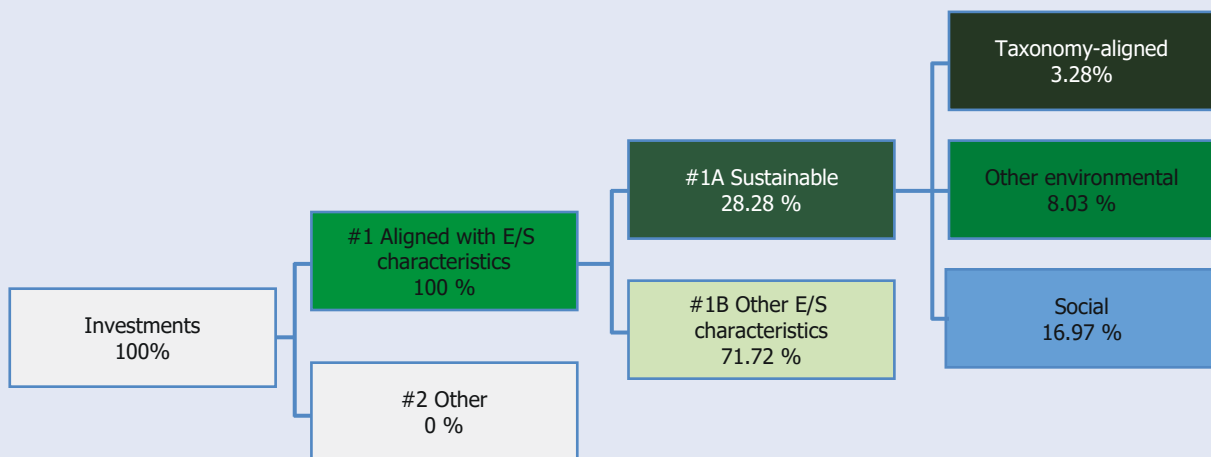 Investments
100%
#1 Aligned with E/S
characteristics
100 %
#2 Other
0 %
#1A Sustainable
28.28 %
#1B Other E/S
characteristics
71.72 %
Taxonomy-aligned
3.28%
Other environmental
8.03 %
Social
16.97 %